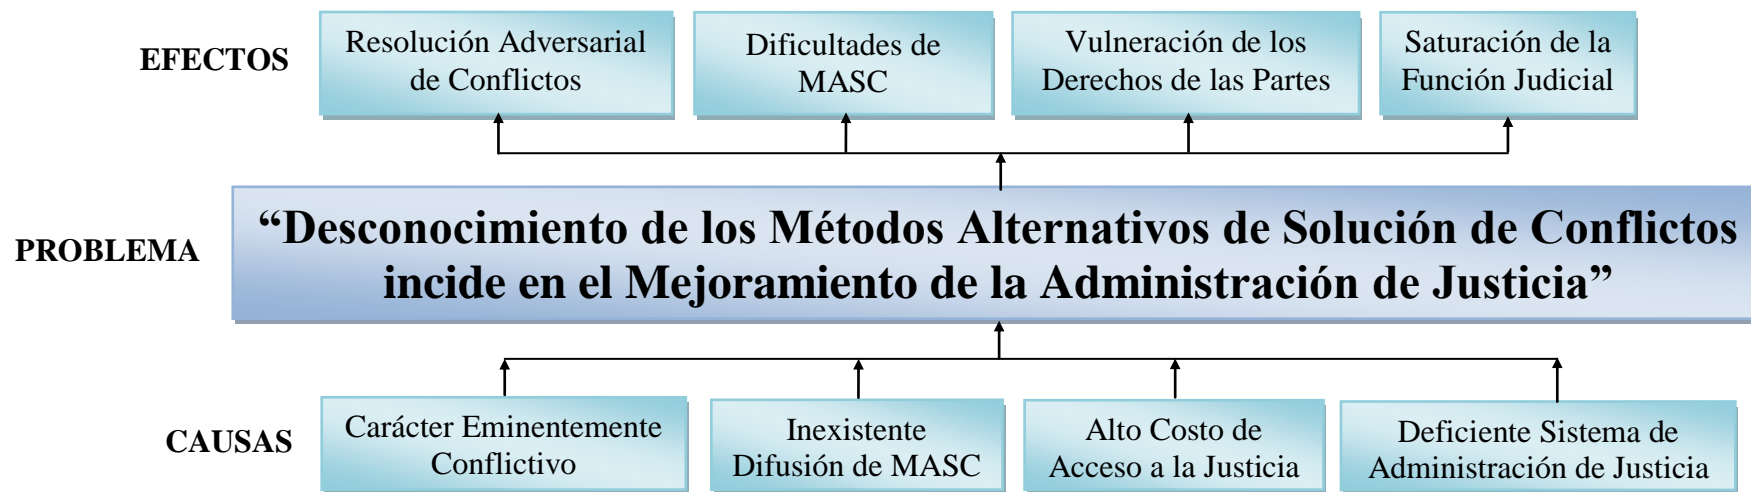 EFECTOS
Resolución Adversarial
de Conflictos
Dificultades de
MASC
Vulneración de los
Derechos de las Partes
Saturación de la
Función Judicial
PROBLEMA
“Desconocimiento de los Métodos Alternativos de Solución de Conflictos
incide en el Mejoramiento de la Administración de Justicia”
CAUSAS
Carácter Eminentemente
Conflictivo
Inexistente
Difusión de MASC
Alto Costo de
Acceso a la Justicia
Deficiente Sistema de
Administración de Justicia